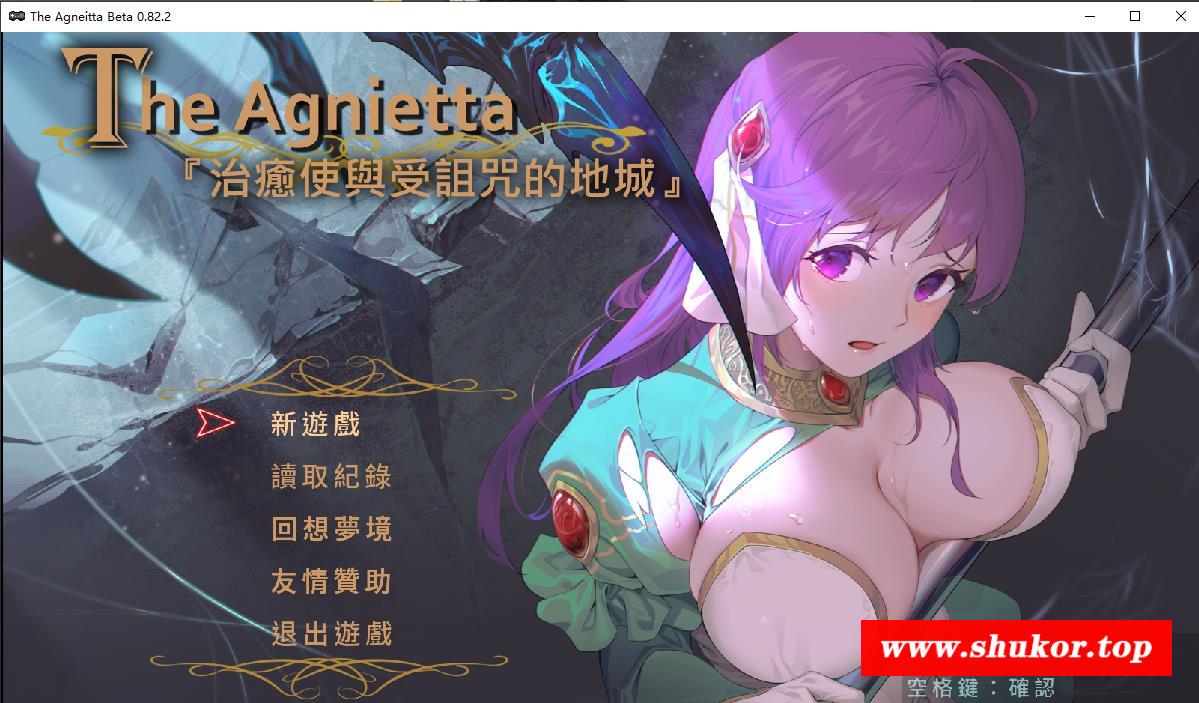 The Agneitta Beta 0.82.2
The Agnietta
『治癒使與受詛咒的地城』
新遊戲
讀取紀錄
回想夢境
友情贊助
退出遊戲
www.shukor.top
空格鍵：確認